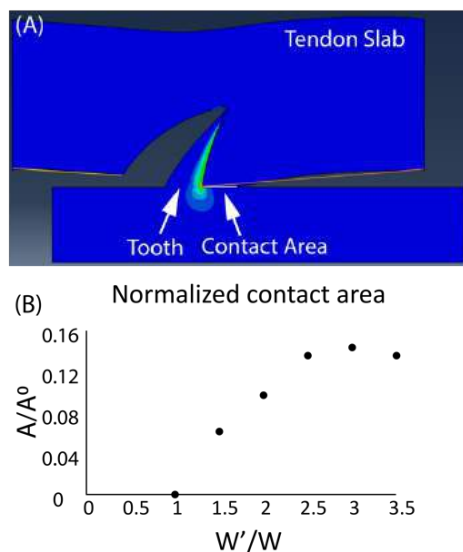 (A)
Tendon Slab
Tooth
Contact Area
(B)
Normalized contact area
0.16
0.12
0.08
0.04
0
A/A⁰
0 0.5 1 1.5 2 2.5 3 3.5
W'/W